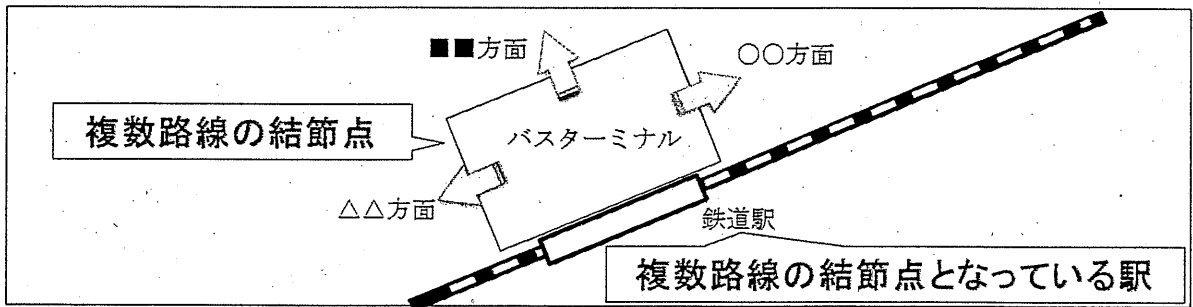 ■■方面
○○方面
複数路線の結節点
バスターミナル
△△方面
鉄道駅
複数路線の結節点となっている駅